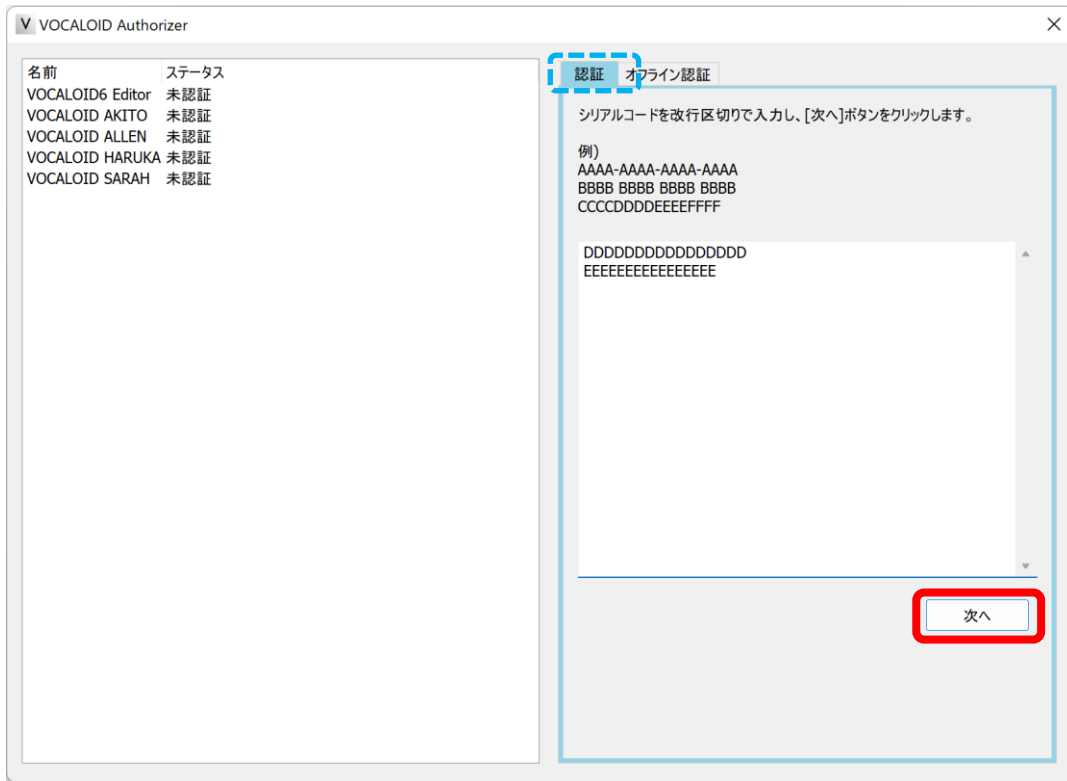 V VOCALOID Authorizer
名前 ステータス
VOCALOID6 Editor 未認証
VOCALOID AKITO 未認証
VOCALOID ALLEN 未認証
VOCALOID HARUKA 未認証
VOCALOID SARAH 未認証
認証 オフライン認証
シリアルコードを改行区切りで入力し、[次へ]ボタンをクリックします。
例)
AAAA-AAAA-AAAA-AAAA
BBBB BBBB BBBB BBBB
CCCCDDDDEEEEFFFF
DDDDDDDDDDDDDDDD
EEEEEEEEEEEEEEEE
次へ